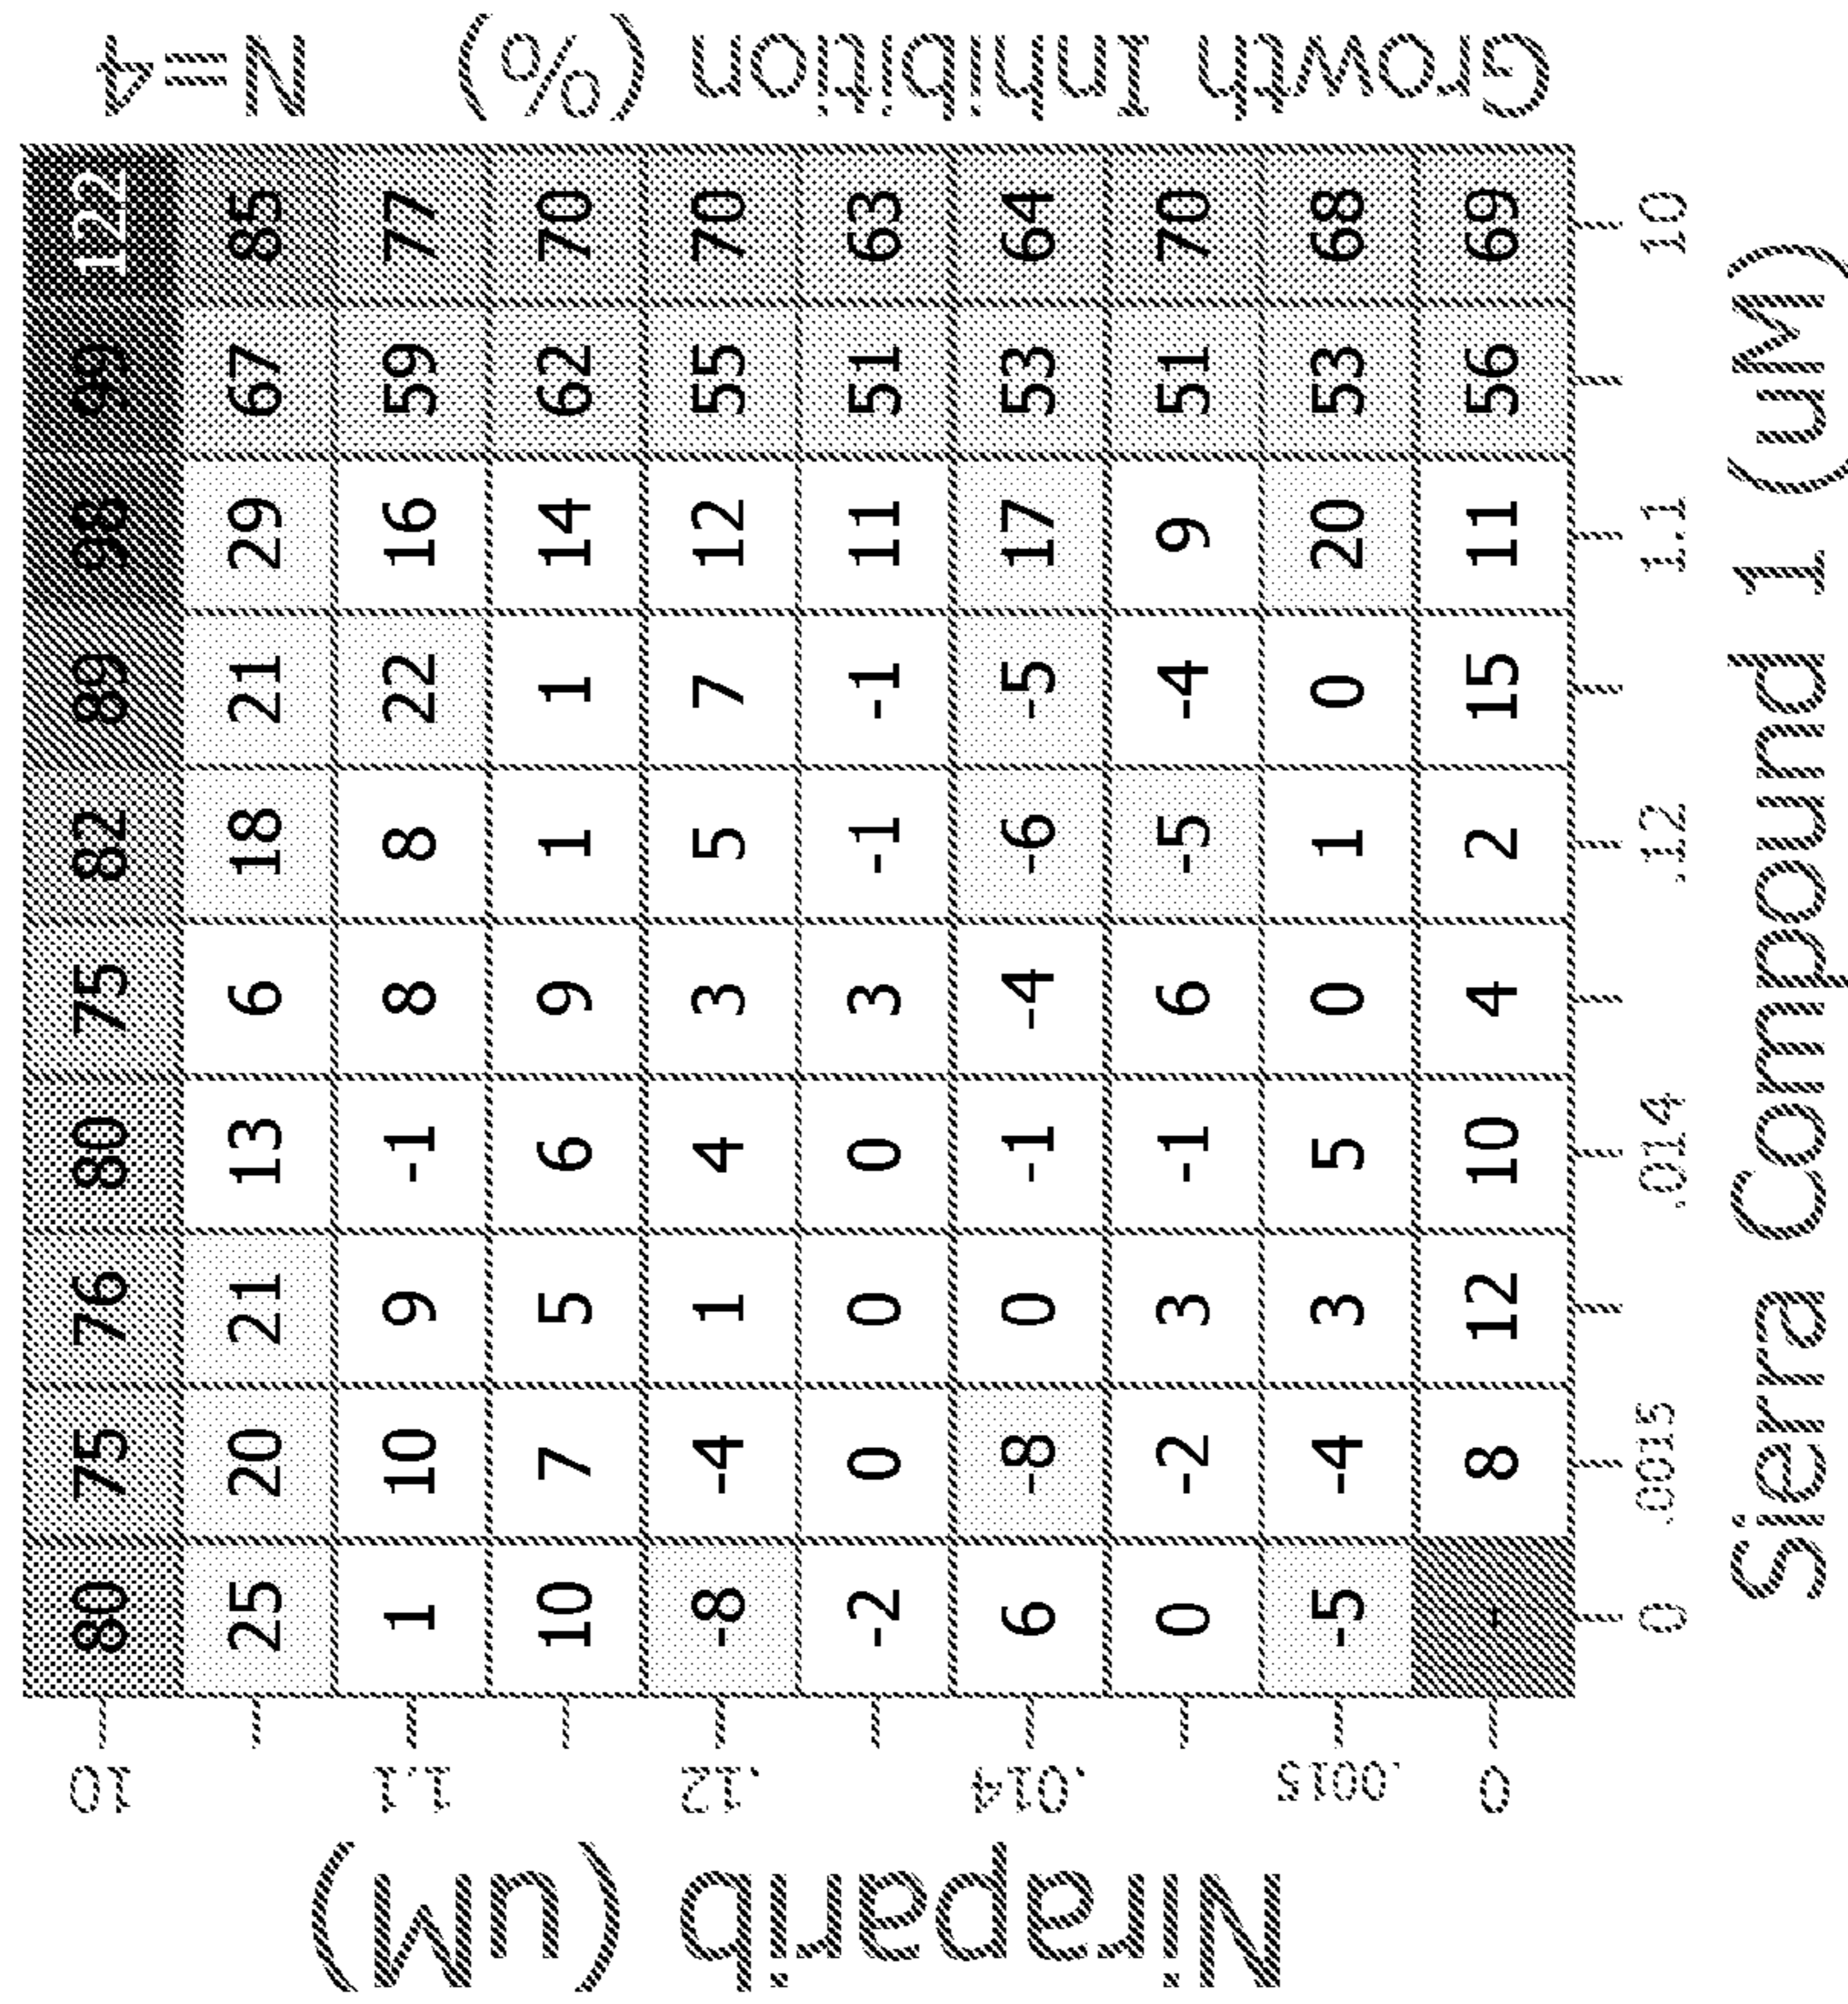 Niraparib (uM)
10 80 75 76 80 75 82 89 98 99 122
25 20 21 13 6 18 21 29 67 85
1.1 1 10 9 -1 8 8 22 16 59 77
10 7 5 6 9 1 1 14 62 70
.12 -8 -4 1 4 3 5 7 12 55 70
-2 0 0 0 3 -1 -1 11 51 63
.014 6 -8 0 -1 -4 -6 -5 17 53 64
0 -2 3 -1 6 -5 -4 9 51 70
.0015 -5 -4 3 5 0 1 0 20 53 68
0 - 8 12 10 4 2 15 11 56 69
0 .0015 .014 .12 1.1 10
Sierra Compound 1 (uM)
Growth Inhibition (%) N=4